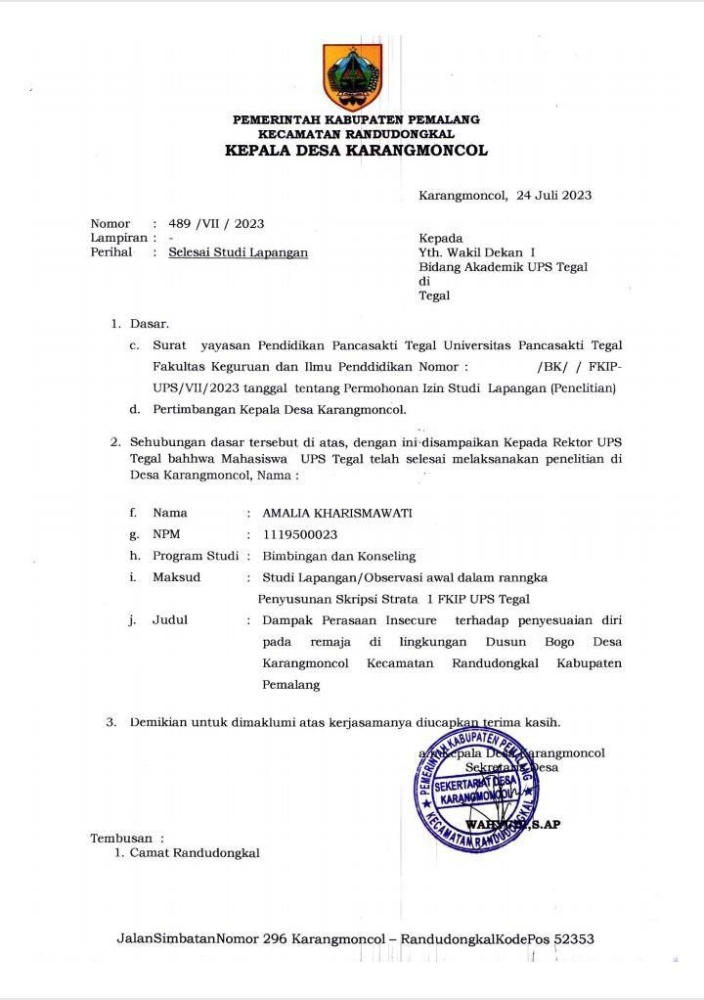 PEMERINTAH KABUPATEN PEMALANG
KECAMATAN RANDUDONGKAL
KEPALA DESA KARANGMONCOL
Karangmoncol, 24 Juli 2023
Nomor : 489 /VII / 2023
Lampiran : -
Perihal : Selesai Studi Lapangan
Kepada
Yth. Wakil Dekan I
Bidang Akademik UPS Tegal
di
Tegal
1. Dasar.
c. Surat yayasan Pendidikan Pancasakti Tegal Universitas Pancasakti Tegal
Fakultas Keguruan dan Ilmu Penddidikan Nomor : /BK/ / FKIP-
UPS/VII/2023 tanggal tentang Permohonan Izin Studi Lapangan (Penelitian)
d. Pertimbangan Kepala Desa Karangmoncol.
2. Sehubungan dasar tersebut di atas, dengan ini disampaikan Kepada Rektor UPS
Tegal bahhwa Mahasiswa UPS Tegal telah selesai melaksanakan penelitian di
Desa Karangmoncol, Nama :
f. Nama : AMALIA KHARISMAWATI
g. NPM : 1119500023
h. Program Studi : Bimbingan dan Konseling
i. Maksud : Studi Lapangan/Observasi awal dalam ranngka
Penyusunan Skripsi Strata 1 FKIP UPS Tegal
j. Judul : Dampak Perasaan Insecure terhadap penyesuaian diri
pada remaja di lingkungan Dusun Bogo Desa
Karangmoncol Kecamatan Randudongkal Kabupaten
Pemalang
3. Demikian untuk dimaklumi atas kerjasamanya diucapkan terima kasih.
a.n Kepala Desa Karangmoncol
Sekretaris Desa
PEMERINTAH KABUPATEN PEMALANG
SEKERTARIAT DESA
KARANGMONCOL
KECAMATAN RANDUDONGKAL
,S.AP
Tembusan :
1. Camat Randudongkal
JalanSimbatanNomor 296 Karangmoncol – RandudongkalKodePos 52353